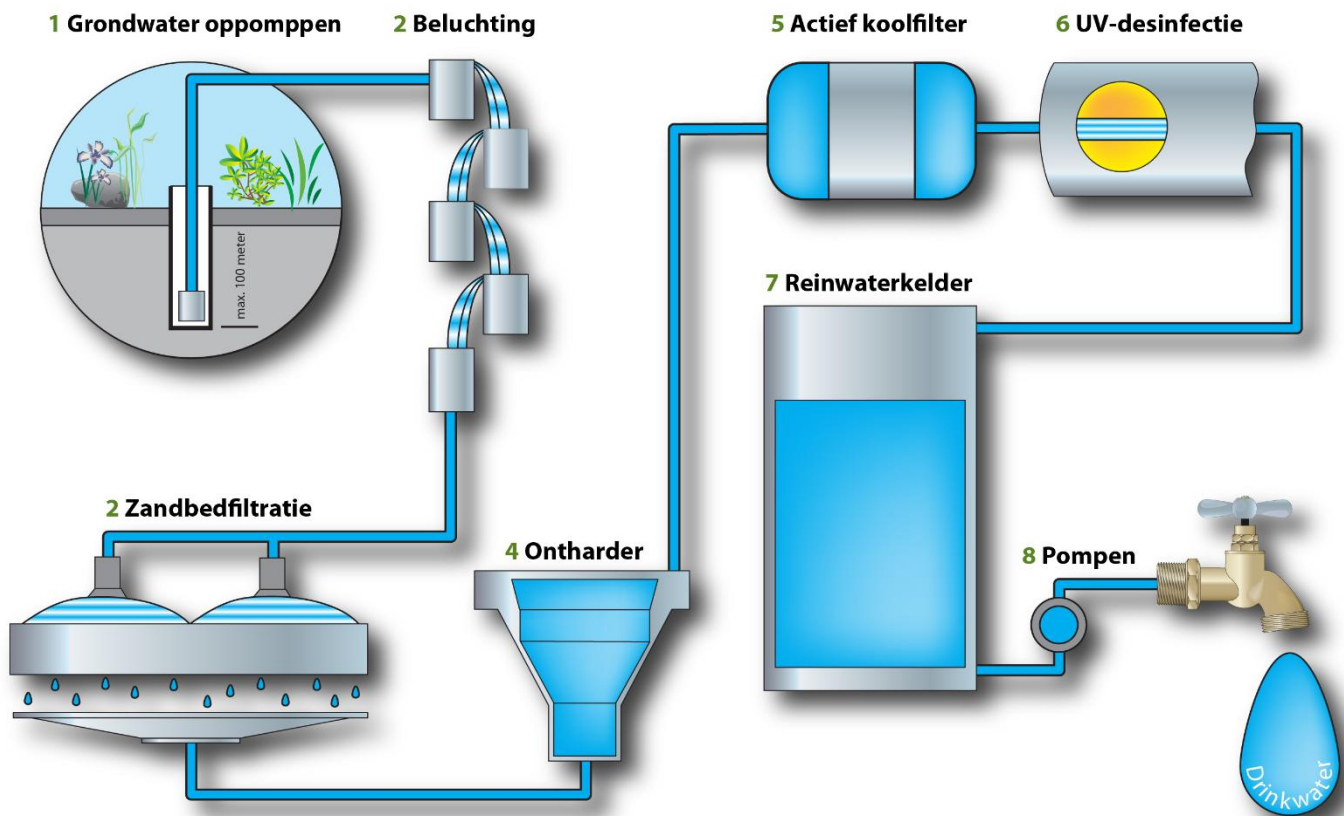 1 Grondwater oppomppen
2 Beluchting
5 Actief koolfilter
6 UV-desinfectie
max. 100 meter
7 Reinwaterkelder
2 Zandbedfiltratie
4 Ontharder
8 Pompen
Drinkwater